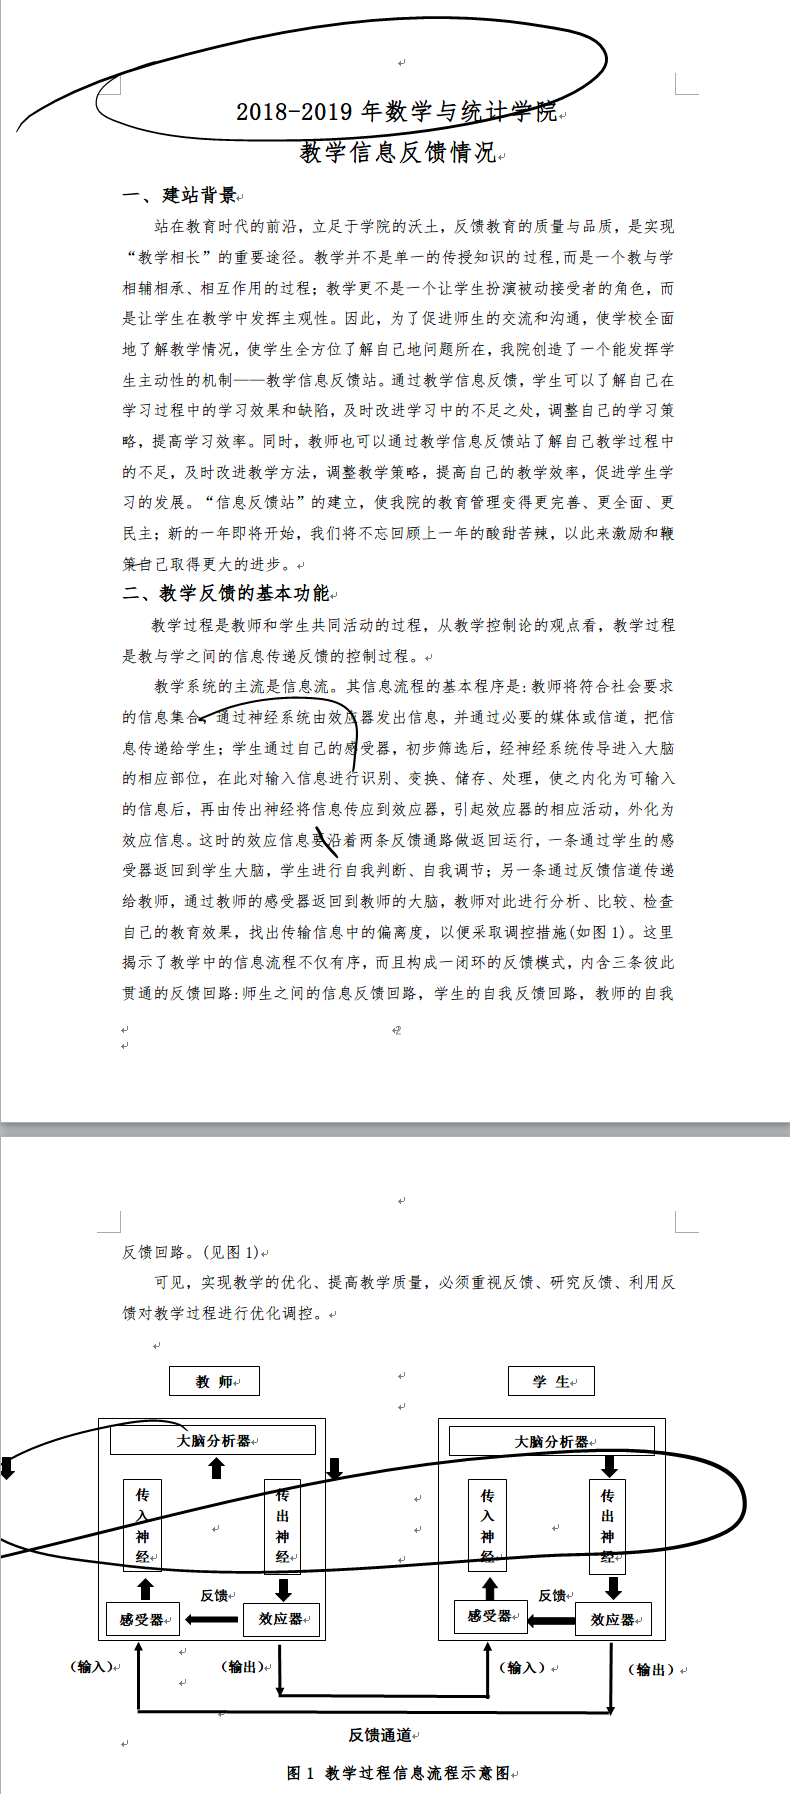 2018-2019 年数学与统计学院
教学信息反馈情况
一、建站背景
站在教育时代的前沿，立足于学院的沃土，反馈教育的质量与品质，是实现
“教学相长”的重要途径。教学并不是单一的传授知识的过程,而是一个教与学
相辅相承、相互作用的过程；教学更不是一个让学生扮演被动接受者的角色，而
是让学生在教学中发挥主观性。因此，为了促进师生的交流和沟通，使学校全面
地了解教学情况，使学生全方位了解自己地问题所在，我院创造了一个能发挥学
生主动性的机制——教学信息反馈站。通过教学信息反馈，学生可以了解自己在
学习过程中的学习效果和缺陷，及时改进学习中的不足之处，调整自己的学习策
略，提高学习效率。同时，教师也可以通过教学信息反馈站了解自己教学过程中
的不足，及时改进教学方法，调整教学策略，提高自己的教学效率，促进学生学
习的发展。“信息反馈站”的建立，使我院的教育管理变得更完善、更全面、更
民主；新的一年即将开始，我们将不忘回顾上一年的酸甜苦辣，以此来激励和鞭
策自己取得更大的进步。
二、教学反馈的基本功能
教学过程是教师和学生共同活动的过程，从教学控制论的观点看，教学过程
是教与学之间的信息传递反馈的控制过程。
教学系统的主流是信息流。其信息流程的基本程序是:教师将符合社会要求
的信息集合，通过神经系统由效应器发出信息，并通过必要的媒体或信道，把信
息传递给学生；学生通过自己的感受器，初步筛选后，经神经系统传导进入大脑
的相应部位，在此对输入信息进行识别、变换、储存、处理，使之内化为可输入
的信息后，再由传出神经将信息传应到效应器，引起效应器的相应活动，外化为
效应信息。这时的效应信息要沿着两条反馈通路做返回运行，一条通过学生的感
受器返回到学生大脑，学生进行自我判断、自我调节；另一条通过反馈信道传递
给教师，通过教师的感受器返回到教师的大脑，教师对此进行分析、比较、检查
自己的教育效果，找出传输信息中的偏离度，以便采取调控措施(如图1)。这里
揭示了教学中的信息流程不仅有序，而且构成一闭环的反馈模式，内含三条彼此
贯通的反馈回路:师生之间的信息反馈回路，学生的自我反馈回路，教师的自我
2
反馈回路。(见图1)
可见，实现教学的优化、提高教学质量，必须重视反馈、研究反馈、利用反
馈对教学过程进行优化调控。
教 师
学 生
大脑分析器
大脑分析器
传入神经
传出神经
传入神经
传出神经
反馈
反馈
感受器
效应器
感受器
效应器
（输入）
（输出）
（输入）
（输出）
反馈通道
图1 教学过程信息流程示意图